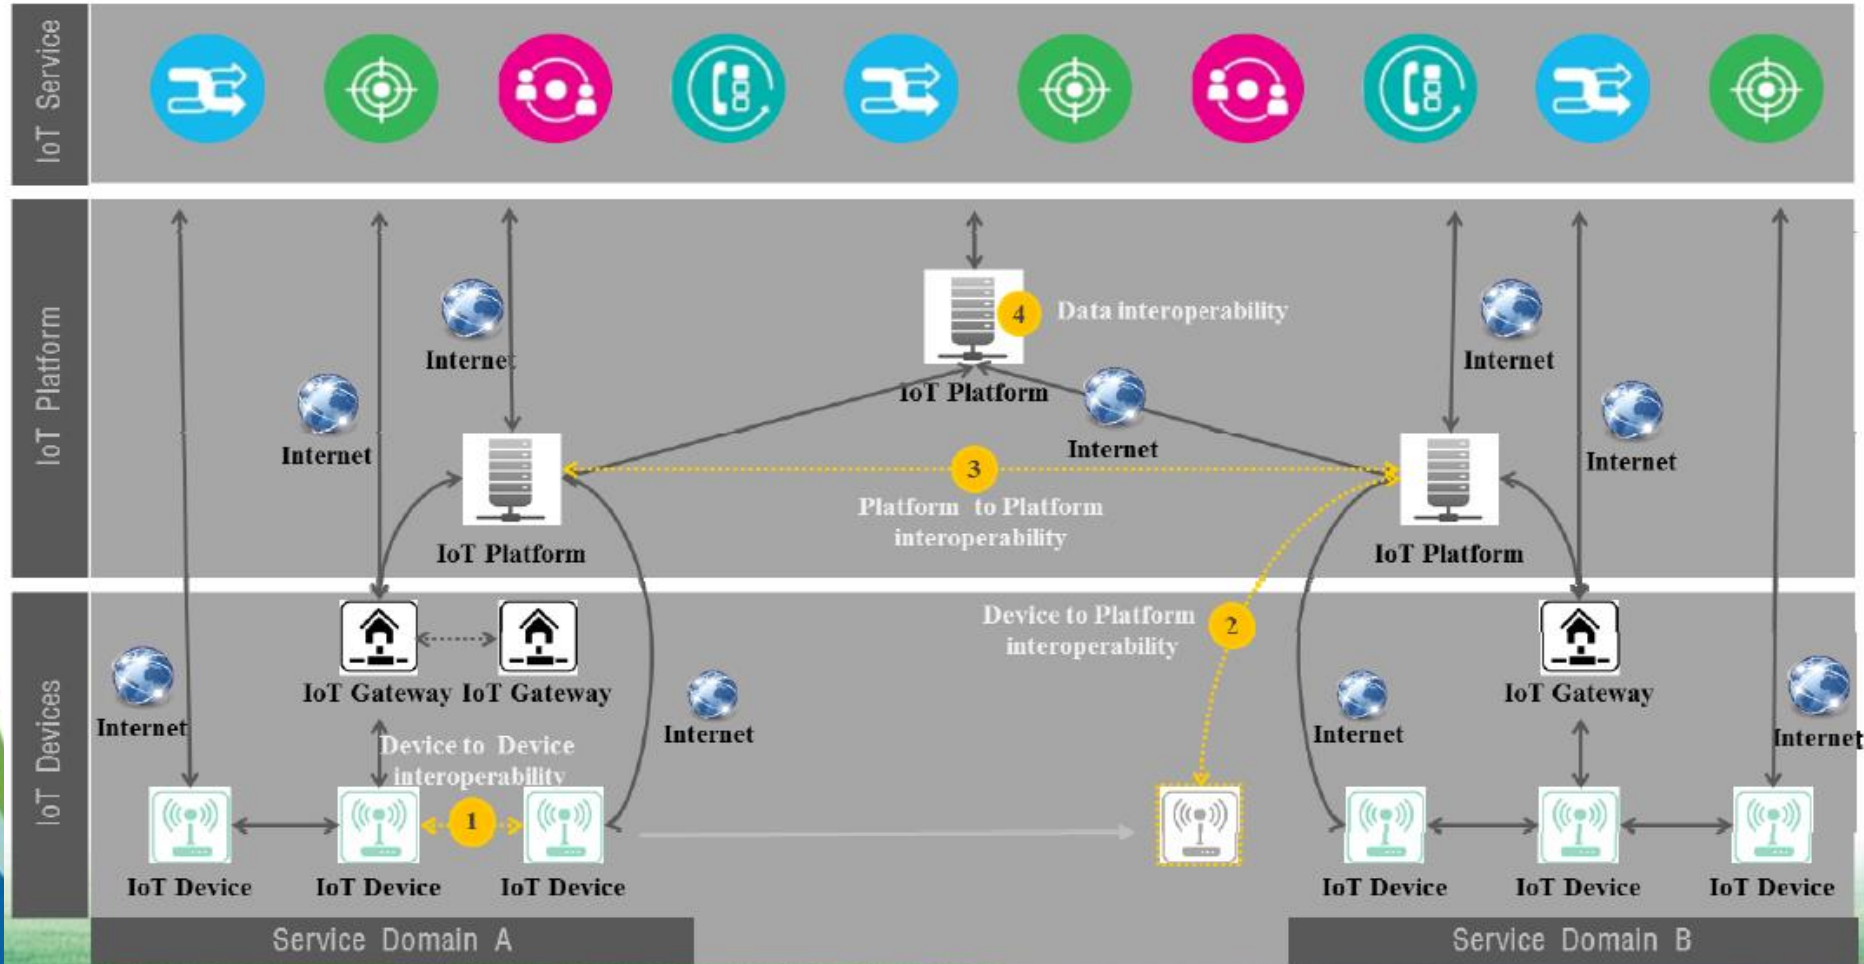 IoT Service
IoT Platform
Internet
4
Data interoperability
Internet
IoT Platform
Internet
Internet
Internet
Internet
3
Platform to Platform
interoperability
IoT Platform
IoT Platform
IoT Devices
Device to Platform
interoperability
2
IoT Gateway
IoT Gateway
IoT Gateway
Internet
Internet
Internet
Internet
Device to Device
interoperability
1
IoT Device
IoT Device
IoT Device
IoT Device
IoT Device
IoT Device
Service Domain A
Service Domain B